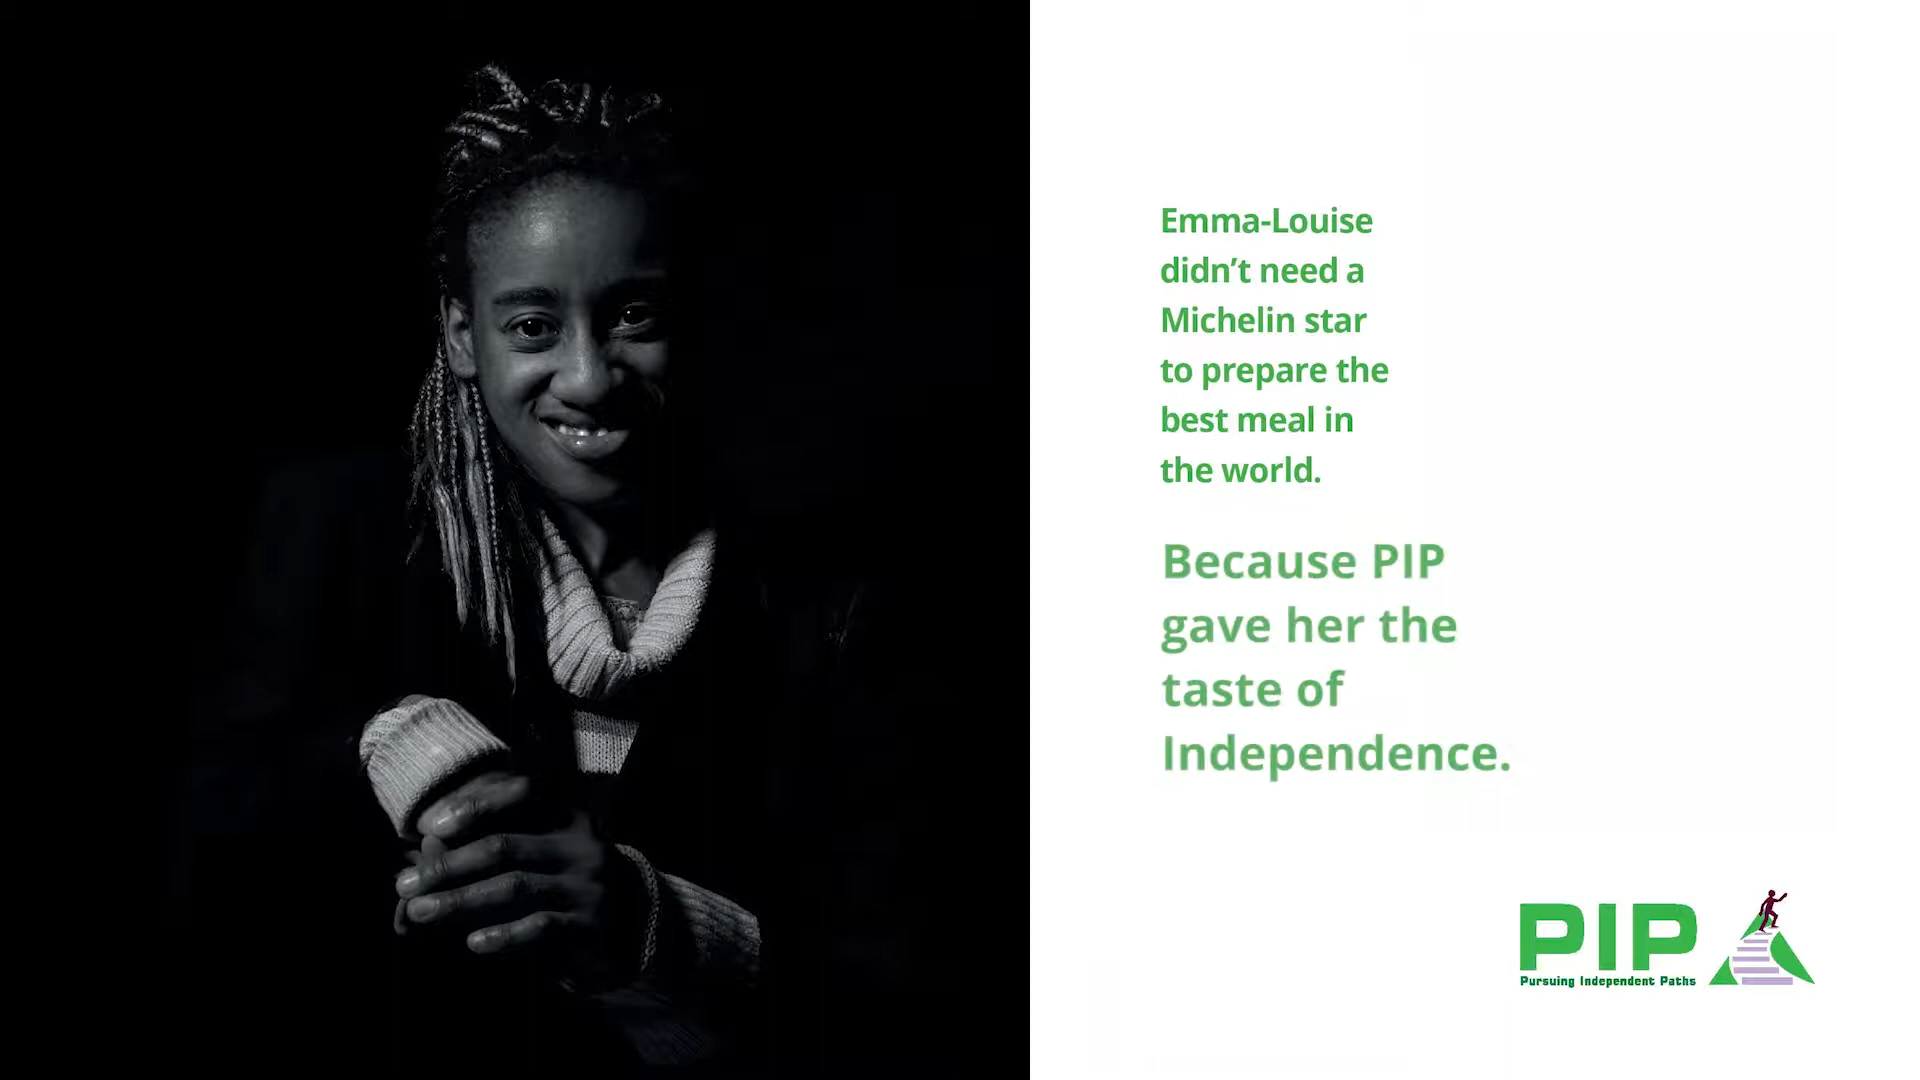 Emma-Louise
didn’t need a
Michelin star
to prepare the
best meal in
the world.
Because PIP
gave her the
taste of
Independence.
PIP
Pursuing Independent Paths